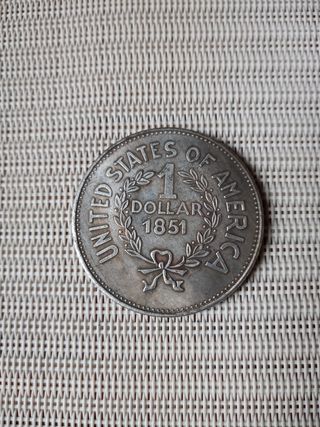 UNITED STATES OF AMERICA
1
DOLLAR
1851